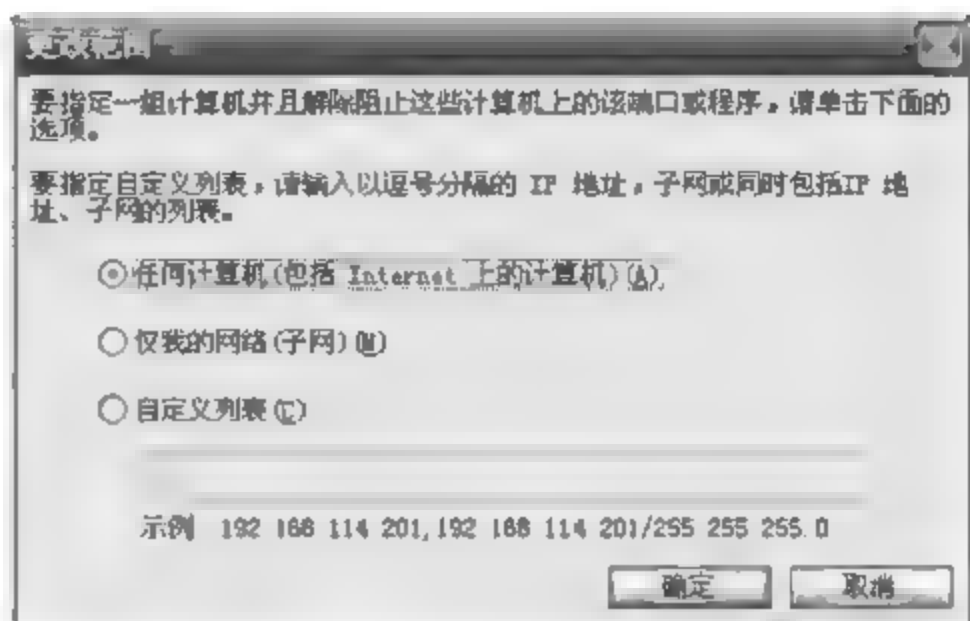 更改范围
要指定一组计算机并且解除阻止这些计算机上的该端口或程序，请单击下面的
选项。
要指定自定义列表，请输入以逗号分隔的 IP 地址，子网或同时包括IP 地
址、子网的列表。
任何计算机(包括 Internet 上的计算机)(A)
仅我的网络(子网)(M)
自定义列表(C)
示例 192 168 114 201,192 168 114 201/255 255 255.0
确定
取消